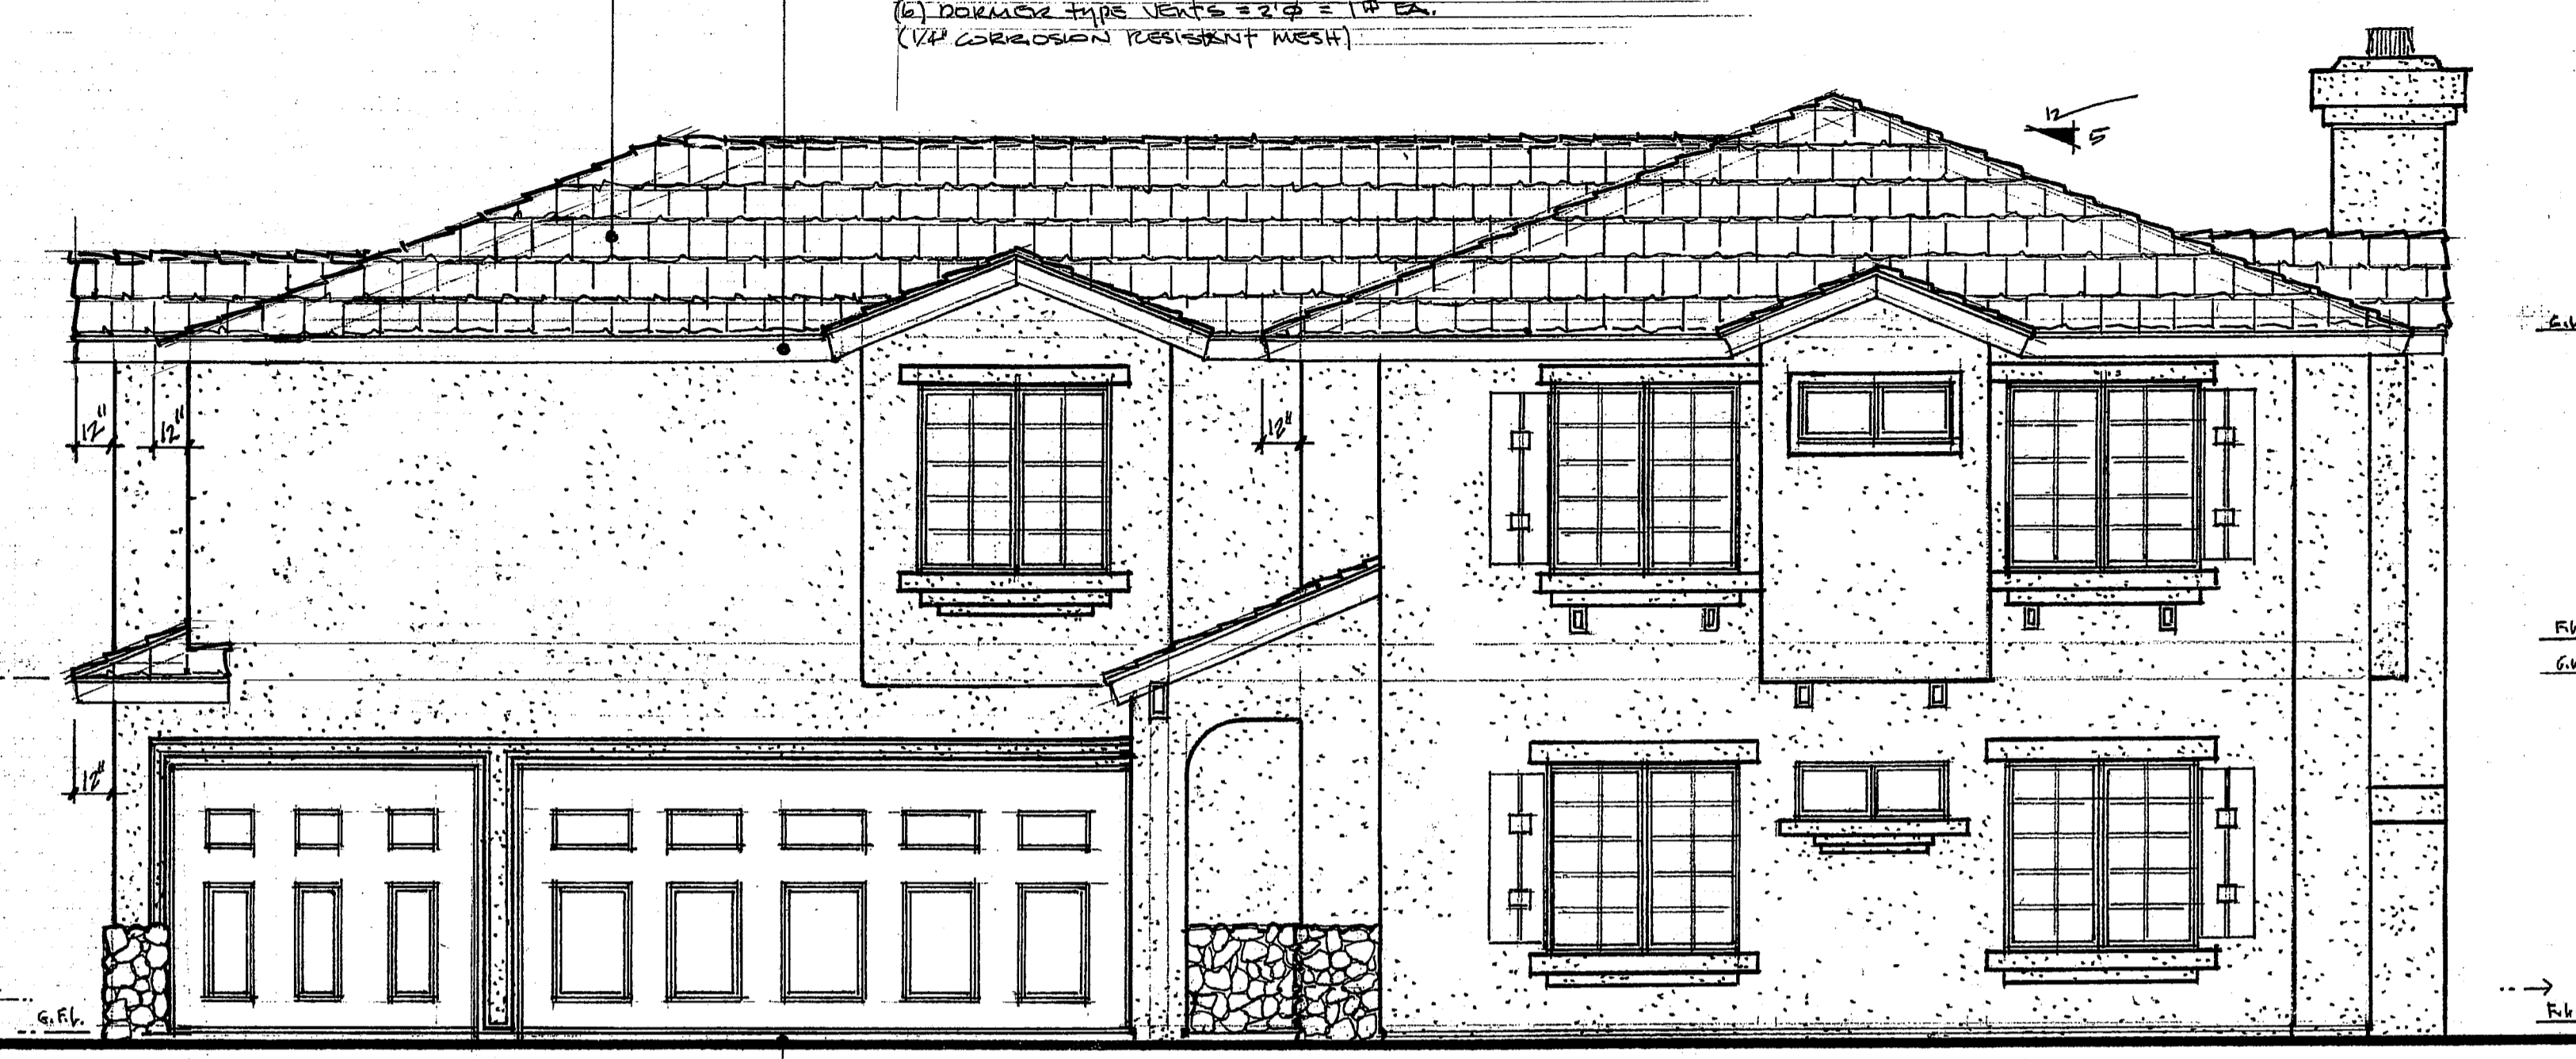 (6) DORMER TYPE VENTS = 2'φ = 1▯' EA.
(1/4" CORROSION RESISTANT MESH)
12
5
12"
12"
12"
12"
G.F.L.